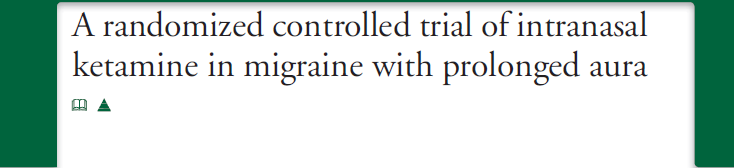 A randomized controlled trial of intranasal
ketamine in migraine with prolonged aura